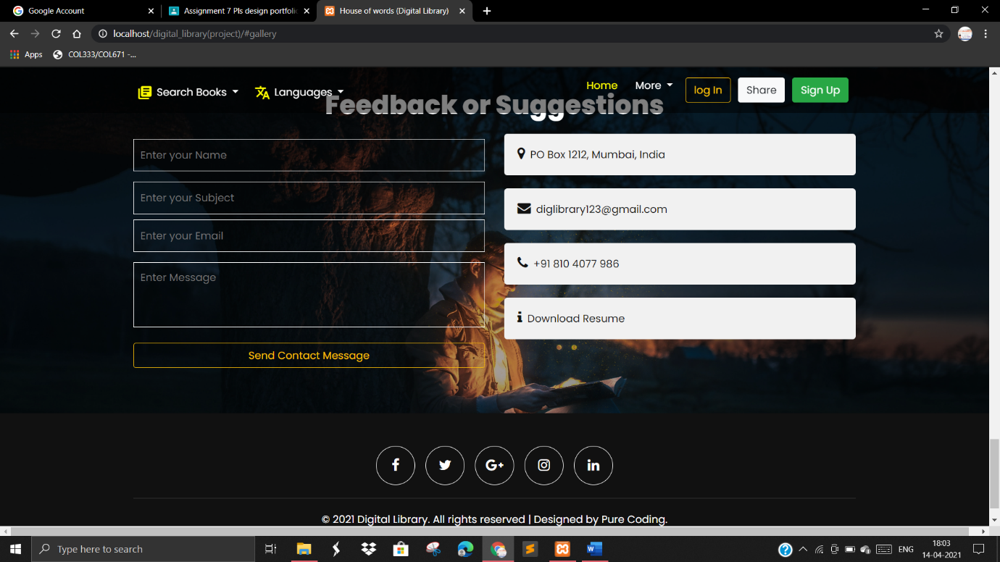 Google Account
Assignment 7 Pls design portfolio
House of words (Digital Library)
localhost/digital_library(project)/#gallery
Apps
COL333/COL671 -...
Search Books
Languages
Home
More
log In
Share
Sign Up
Feedback or Suggestions
Enter your Name
Enter your Subject
Enter your Email
Enter Message
Send Contact Message
PO Box 1212, Mumbai, India
diglibrary123@gmail.com
+91 810 4077 986
Download Resume
© 2021 Digital Library. All rights reserved | Designed by Pure Coding.
Type here to search
ENG
18:03
14-04-2021